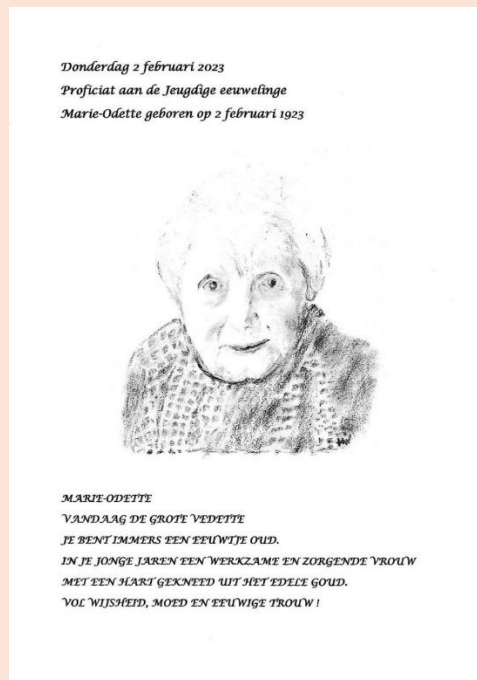 Donderdag 2 februari 2023
Proficiat aan de Jeugdige eeuwelinge
Marie-Odette geboren op 2 februari 1923
MARIE-ODETTE
VANDAAG DE GROTE VEDETTE
JE BENT IMMERS EEN EEUWTJE OUD.
IN JE JONGE JAREN EEN WERKZAME EN ZORGENDE VROUW
MET EEN HART GEKNEED UIT HET EDELE GOUD.
VOL WIJSHEID, MOED EN EEUWIGE TROUW !